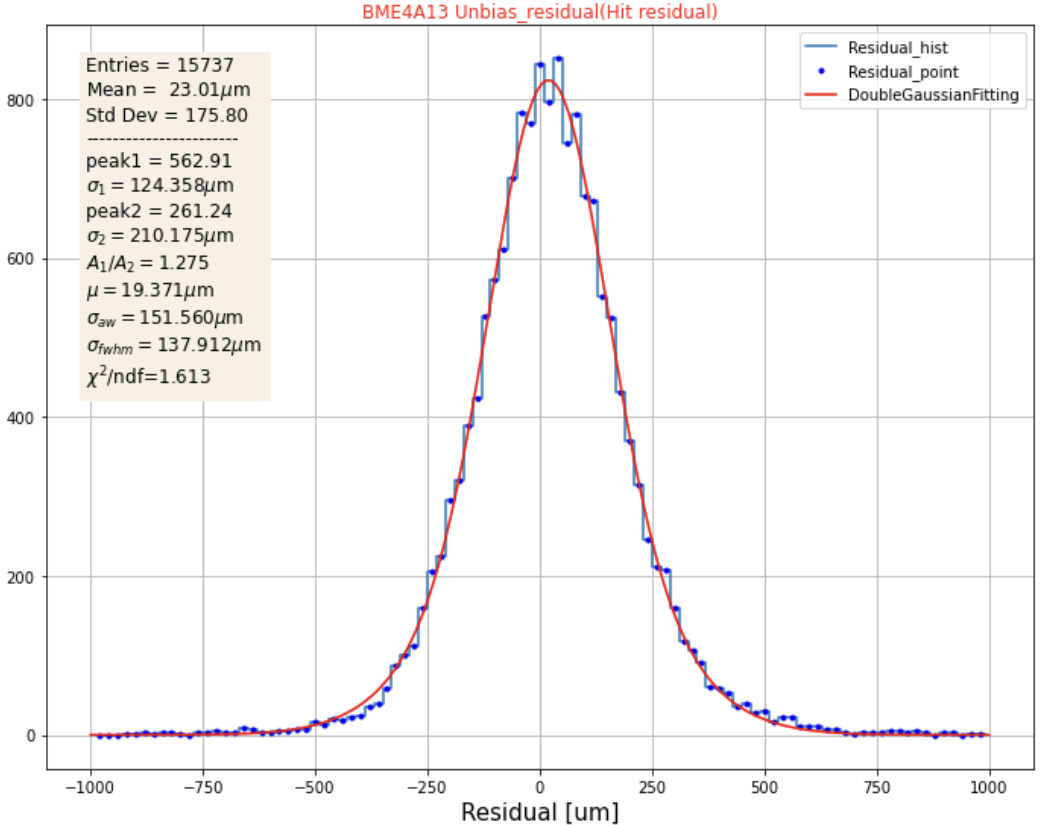 BME4A13 Unbias_residual(Hit residual)
Entries = 15737
Mean =  23.01μm
Std Dev = 175.80
------------------------
peak1 = 562.91
σ₁ = 124.358μm
peak2 = 261.24
σ₂ = 210.175μm
A₁/A₂ = 1.275
μ = 19.371μm
σ_aw = 151.560μm
σ_fwhm = 137.912μm
χ²/ndf=1.613
Residual_hist
Residual_point
DoubleGaussianFitting
800
600
400
200
0
−1000 −750 −500 −250 0 250 500 750 1000
Residual [um]